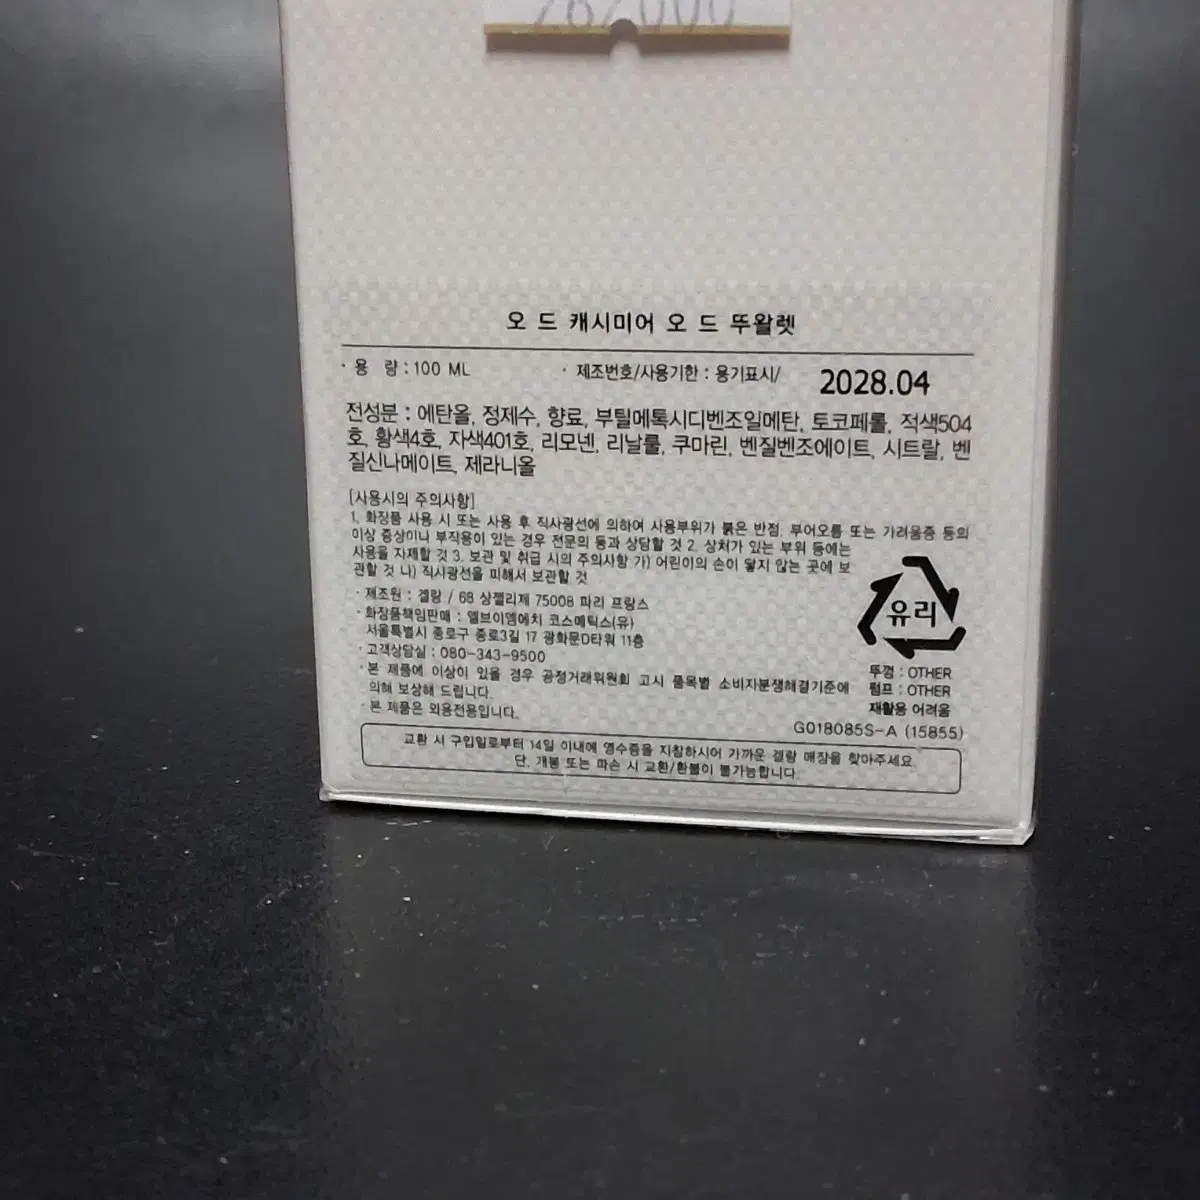 오 드 캐시미어 오 드 뚜왈렛
· 용 량 : 100 ML · 제조번호/사용기한 : 용기표시/ 2028.04
전성분 : 에탄올, 정제수, 향료, 부틸메톡시디벤조일메탄, 토코페롤, 적색504
호, 황색4호, 자색401호, 리모넨, 리날룰, 쿠마린, 벤질벤조에이트, 시트랄, 벤
질신나메이트, 제라니올
[사용시의 주의사항]
1. 화장품 사용 시 또는 사용 후 직사광선에 의하여 사용부위가 붉은 반점, 부어오름 또는 가려움증 등의
이상 증상이나 부작용이 있는 경우 전문의 등과 상담할 것 2. 상처가 있는 부위 등에는
사용을 자제할 것 3. 보관 및 취급 시의 주의사항 가) 어린이의 손이 닿지 않는 곳에 보
관할 것 나) 직사광선을 피해서 보관할 것
· 제조원 : 겔랑 / 68 샹젤리제 75008 파리 프랑스
· 화장품책임판매 : 엘브이엠에치 코스메틱스(유)
서울특별시 종로구 종로3길 17 광화문D타워 11층
· 고객상담실 : 080-343-9500
· 본 제품에 이상이 있을 경우 공정거래위원회 고시 품목별 소비자분쟁해결기준에
의해 보상해 드립니다.
· 본 제품은 외용전용입니다.
유리
뚜껑 : OTHER
펌프 : OTHER
재활용 어려움
G018085S-A (15855)
교환 시 구입일로부터 14일 이내에 영수증을 지참하시어 가까운 겔랑 매장을 찾아주세요.
단, 개봉 또는 파손 시 교환/환불이 불가능합니다.